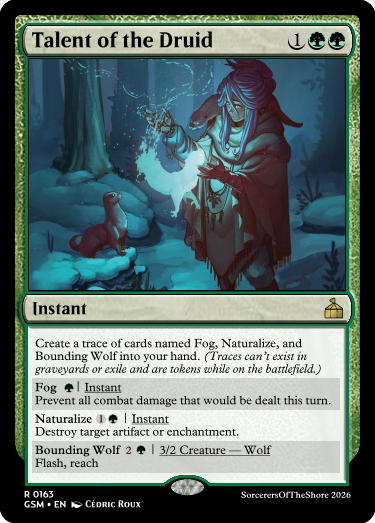 Talent of the Druid 1
Instant
Create a trace of cards named Fog, Naturalize, and
Bounding Wolf into your hand. (Traces can't exist in
graveyards or exile and are tokens while on the battlefield.)
Fog | Instant
Prevent all combat damage that would be dealt this turn.
Naturalize 1 | Instant
Destroy target artifact or enchantment.
Bounding Wolf 2 | 3/2 Creature — Wolf
Flash, reach
R 0163
GSM • EN Cédric Roux
SorcerersOfTheShore 2026